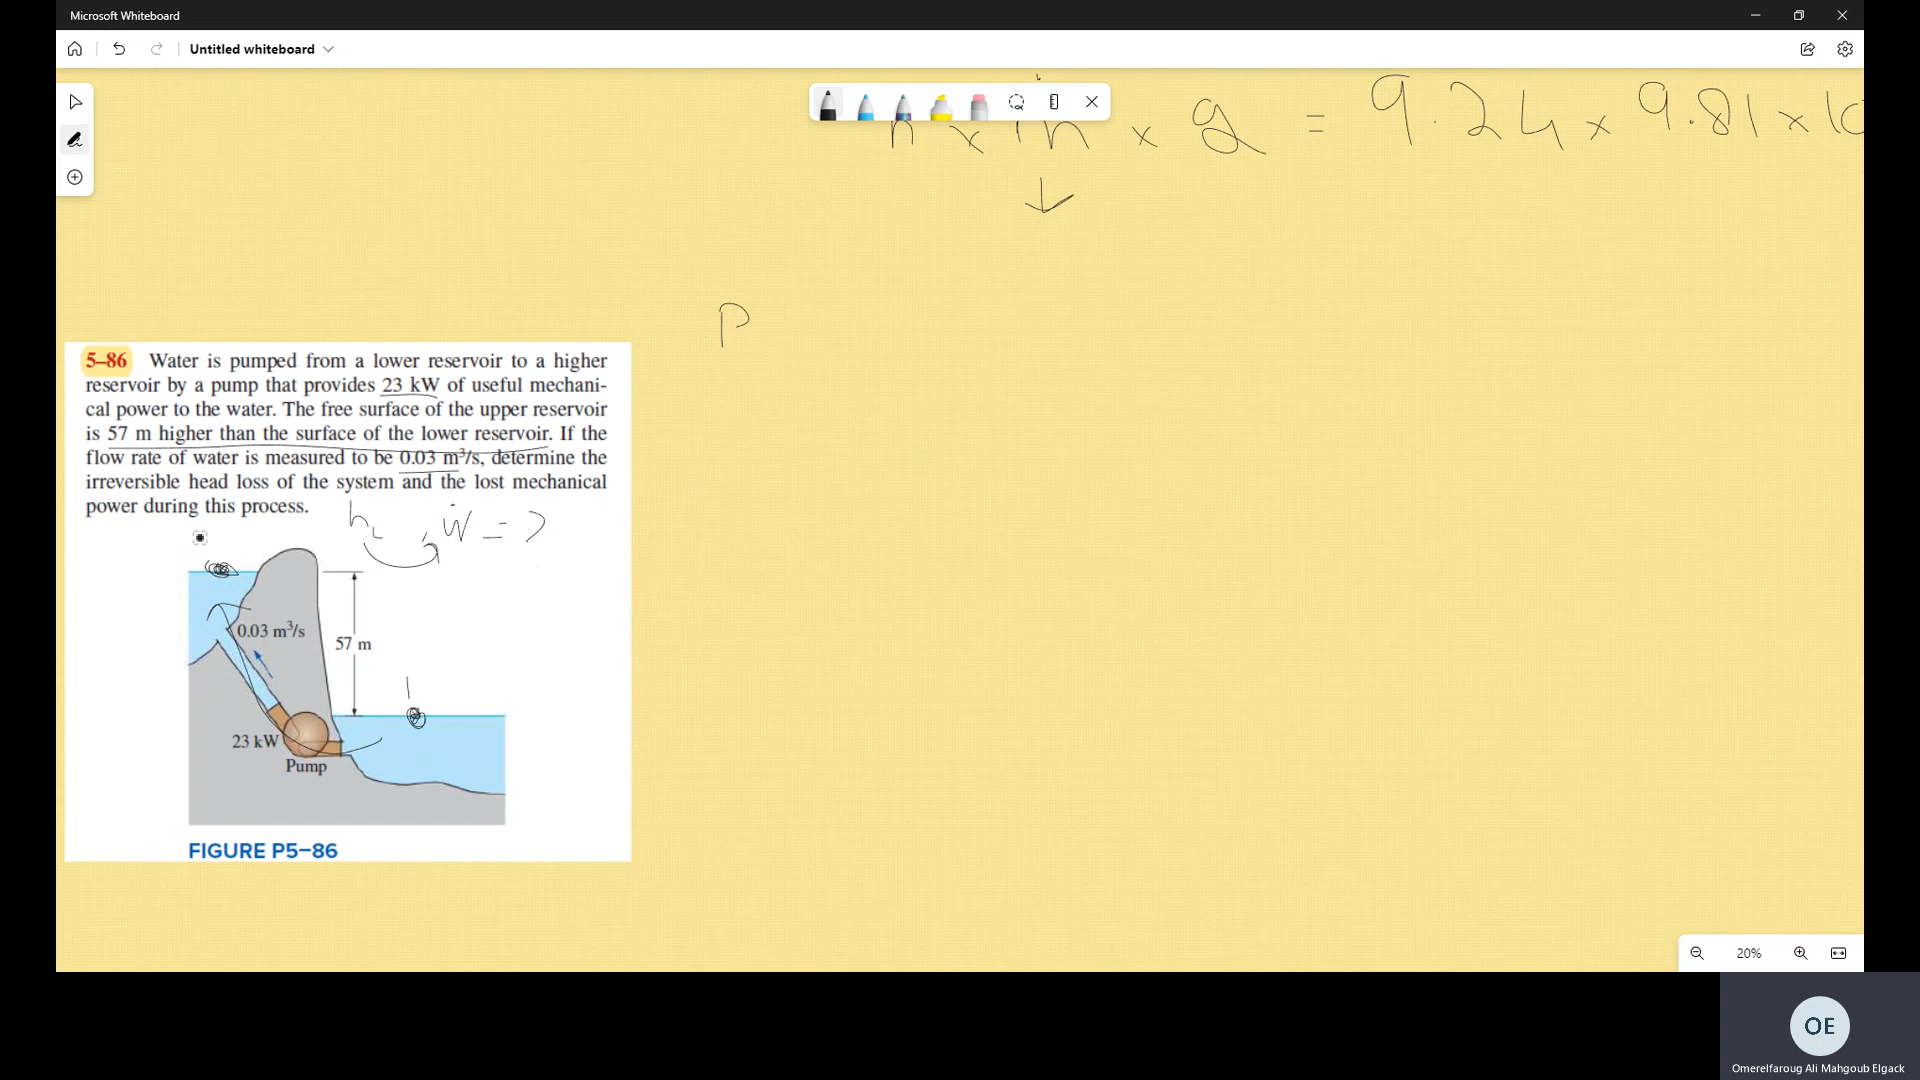 Microsoft Whiteboard
Untitled whiteboard
n × ṁ × g = 9.24 × 9.81 × 10
P
5–86 Water is pumped from a lower reservoir to a higher
reservoir by a pump that provides 23 kW of useful mechani-
cal power to the water. The free surface of the upper reservoir
is 57 m higher than the surface of the lower reservoir. If the
flow rate of water is measured to be 0.03 m³/s, determine the
irreversible head loss of the system and the lost mechanical
power during this process.
hL , Ẇ = ?
0.03 m³/s
57 m
1
23 kW
Pump
FIGURE P5–86
20%
OE
Omerelfaroug Ali Mahgoub Elgack